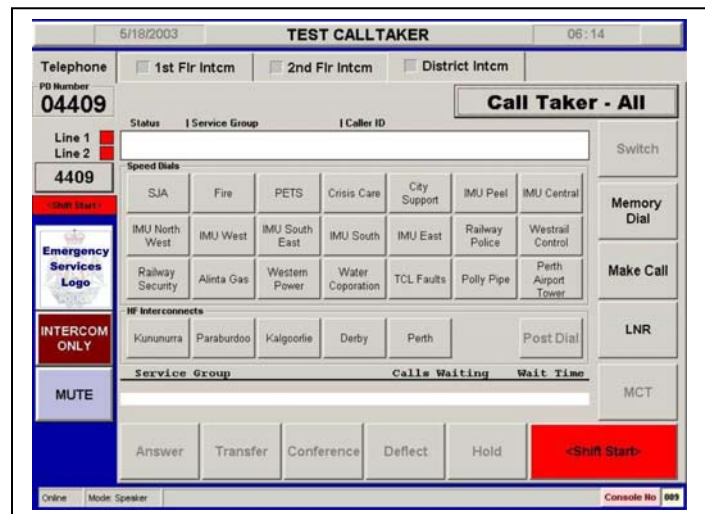 5/18/2003 TEST CALLTAKER 06:14
Telephone 1st Flr Intcm 2nd Flr Intcm District Intcm
PD Number
04409
Call Taker - All
Line 1
Line 2
Status | Service Group | Caller ID
Switch
4409
<Shift Start>
Speed Dials
SJA Fire PETS Crisis Care City Support IMU Peel IMU Central
Memory Dial
IMU North West IMU West IMU South East IMU South IMU East Railway Police Westrail Control
Emergency Services Logo
Railway Security Alinta Gas Western Power Water Coporation TCL Faults Polly Pipe Perth Airport Tower
Make Call
HF Interconnects
INTERCOM ONLY
Kununurra Paraburdoo Kalgoorlie Derby Perth Post Dial
LNR
Service Group Calls Waiting Wait Time
MUTE
MCT
Answer Transfer Conference Deflect Hold <Shift Start>
Online Mode: Speaker Console No 009